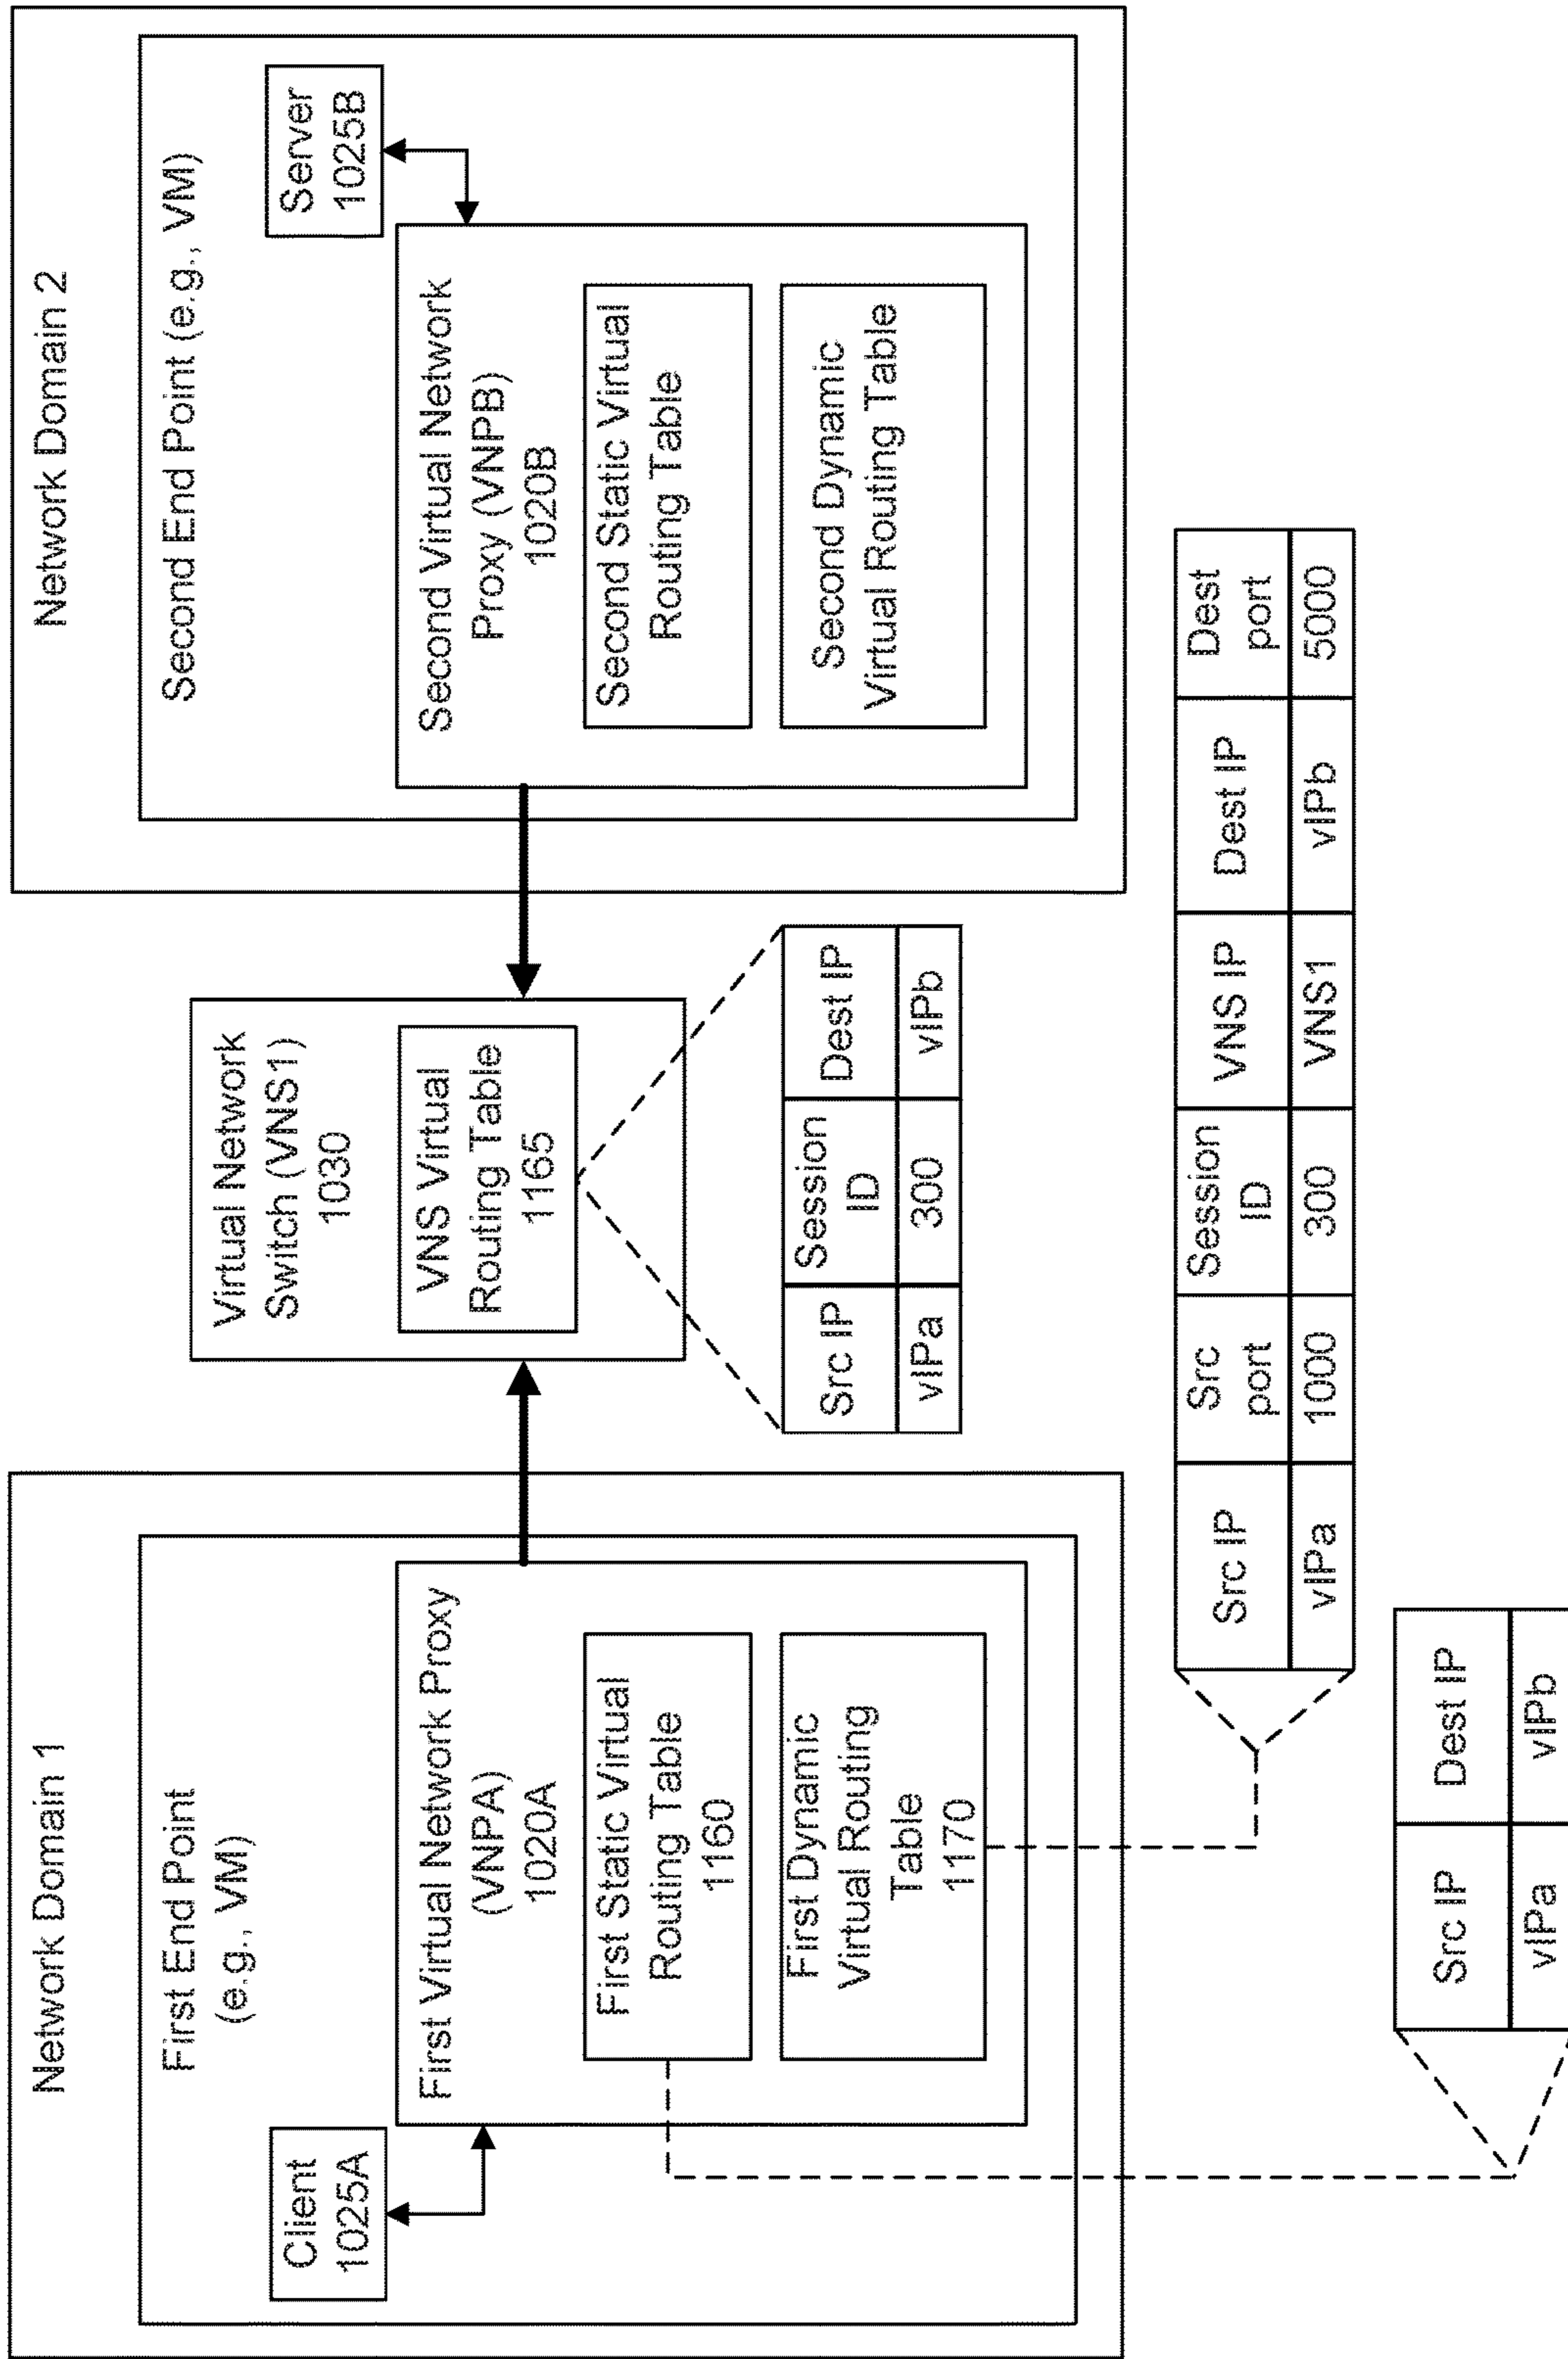 Network Domain 1
First End Point
(e.g., VM)
Client
1025A
First Virtual Network Proxy
(VNPA)
1020A
First Static Virtual
Routing Table
1160
First Dynamic
Virtual Routing
Table
1170
Virtual Network
Switch (VNS1)
1030
VNS Virtual
Routing Table
1165
Network Domain 2
Second End Point (e.g., VM)
Server
1025B
Second Virtual Network
Proxy (VNPB)
1020B
Second Static Virtual
Routing Table
Second Dynamic
Virtual Routing Table
Src IP Session ID Dest IP
vIPa 300 vIPb
Src IP Src port Session ID VNS IP Dest IP Dest port
vIPa 1000 300 VNS1 vIPb 5000
Src IP Dest IP
vIPa vIPb